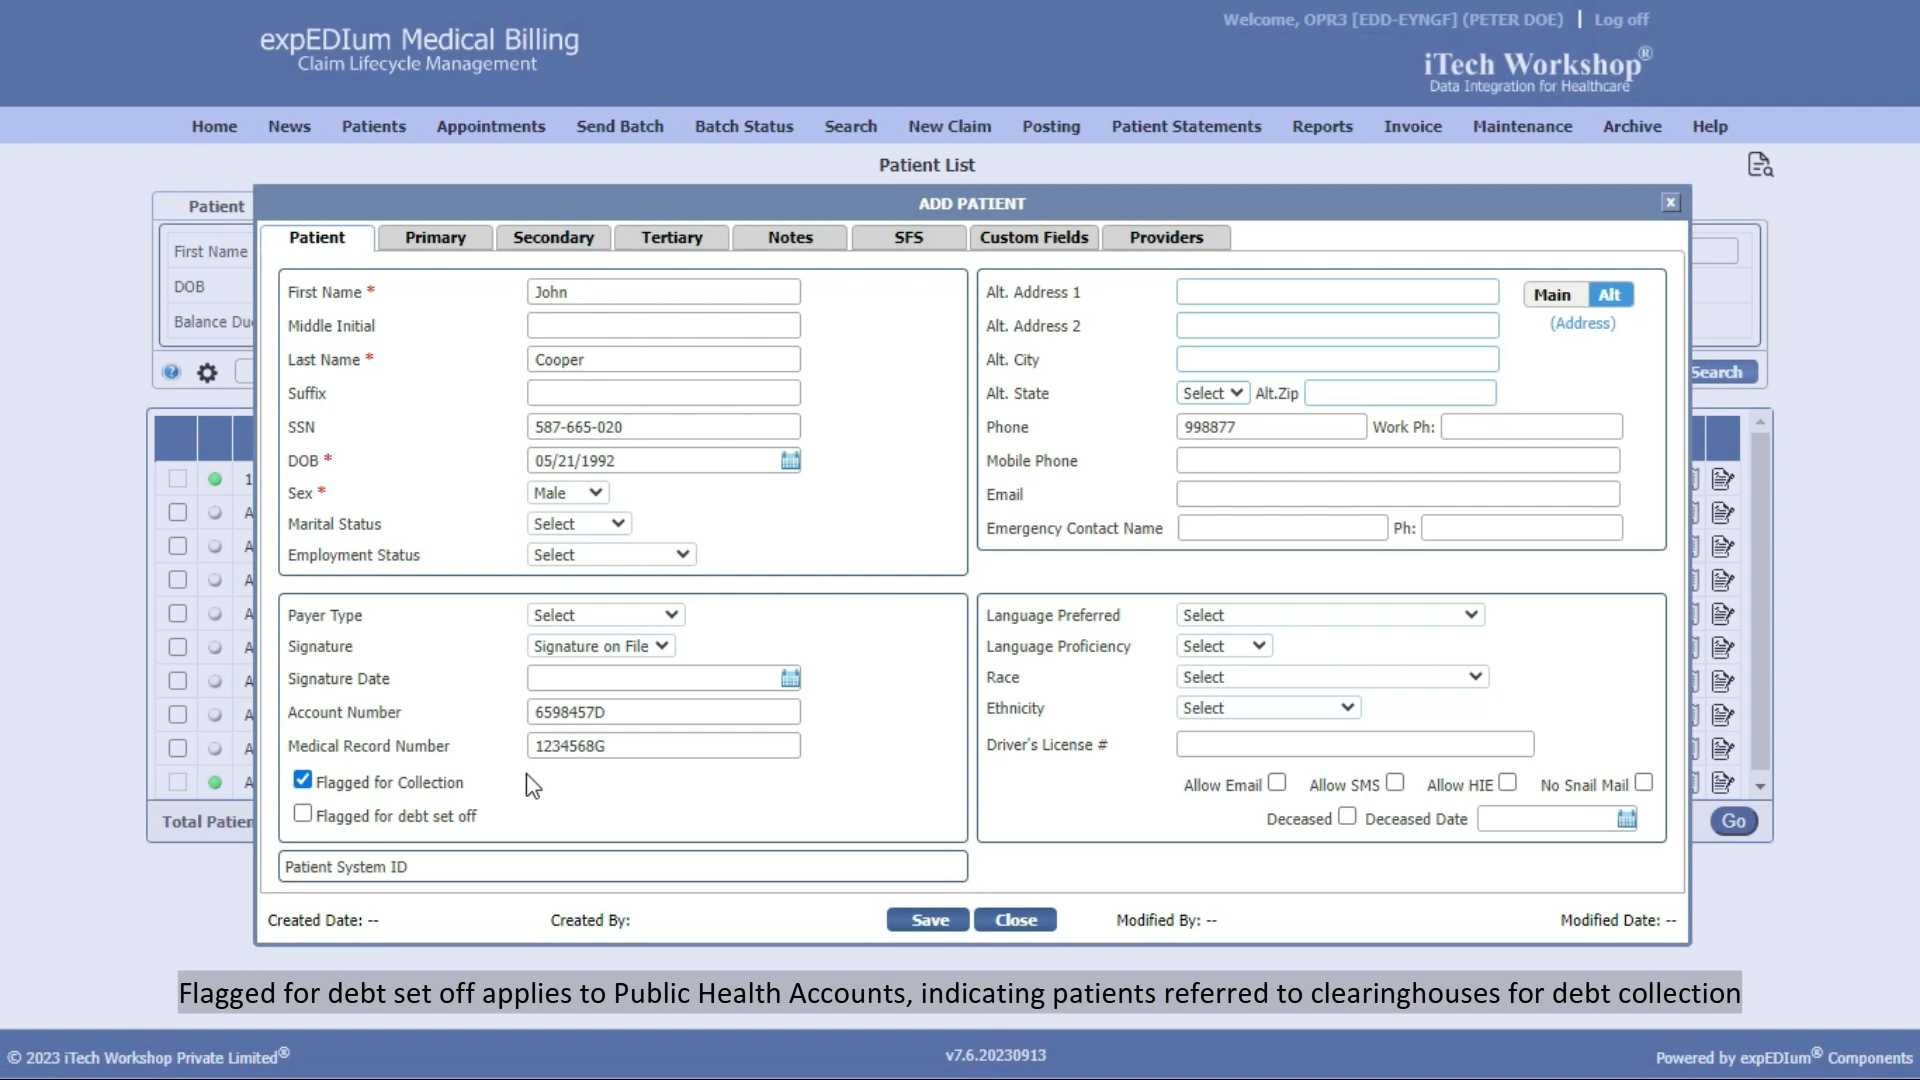 expEDIum Medical Billing
Claim Lifecycle Management
Welcome, OPR3 [EDD-EYNGF] (PETER DOE) | Log off
iTech Workshop®
Data Integration for Healthcare
Home News Patients Appointments Send Batch Batch Status Search New Claim Posting Patient Statements Reports Invoice Maintenance Archive Help
Patient List
Patient
First Name
DOB
Balance Du
Search
ADD PATIENT
x
Patient Primary Secondary Tertiary Notes SFS Custom Fields Providers
First Name * John
Middle Initial
Last Name * Cooper
Suffix
SSN 587-665-020
DOB * 05/21/1992
Sex * Male
Marital Status Select
Employment Status Select
Alt. Address 1
Main Alt
Alt. Address 2
(Address)
Alt. City
Alt. State Select Alt.Zip
Phone 998877 Work Ph:
Mobile Phone
Email
Emergency Contact Name Ph:
Payer Type Select
Signature Signature on File
Signature Date
Account Number 6598457D
Medical Record Number 1234568G
Flagged for Collection
Flagged for debt set off
Language Preferred Select
Language Proficiency Select
Race Select
Ethnicity Select
Driver's License #
Allow Email Allow SMS Allow HIE No Snail Mail
Deceased Deceased Date
Patient System ID
Created Date: -- Created By: Save Close Modified By: -- Modified Date: --
1
A
A
A
A
A
A
A
A
A
Total Patien
Go
Flagged for debt set off applies to Public Health Accounts, indicating patients referred to clearinghouses for debt collection
© 2023 iTech Workshop Private Limited®
v7.6.20230913
Powered by expEDIum® Components